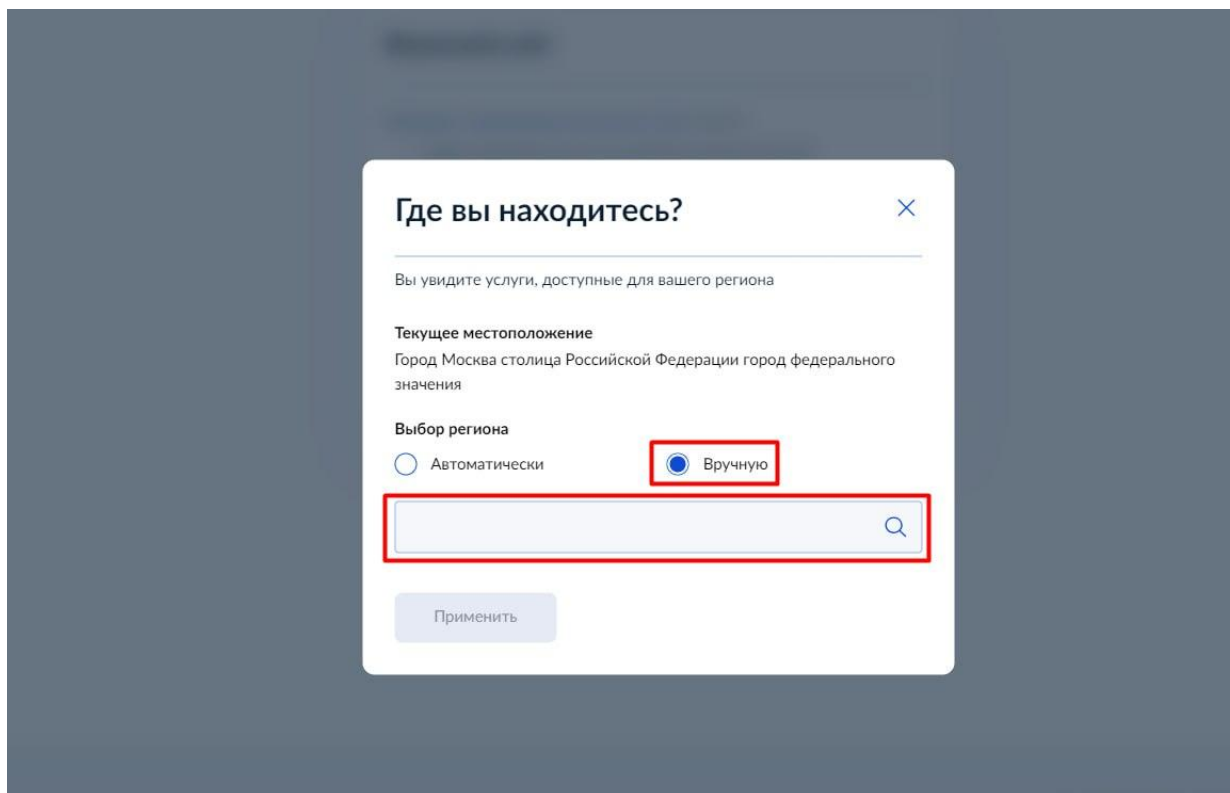 Где вы находитесь?
Вы увидите услуги, доступные для вашего региона
Текущее местоположение
Город Москва столица Российской Федерации город федерального
значения
Выбор региона
Автоматически Вручную
Применить